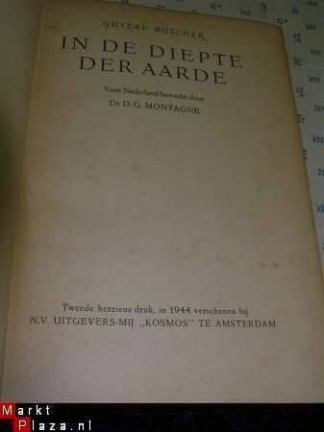 GUSTAV BÜSCHER
IN DE DIEPTE
DER AARDE
Voor Nederland bewerkt door
Dr D. G. MONTAGNE
Tweede herziene druk, in 1944 verschenen bij
N.V. UITGEVERS-MIJ „KOSMOS" TE AMSTERDAM
Markt
Plaza.nl